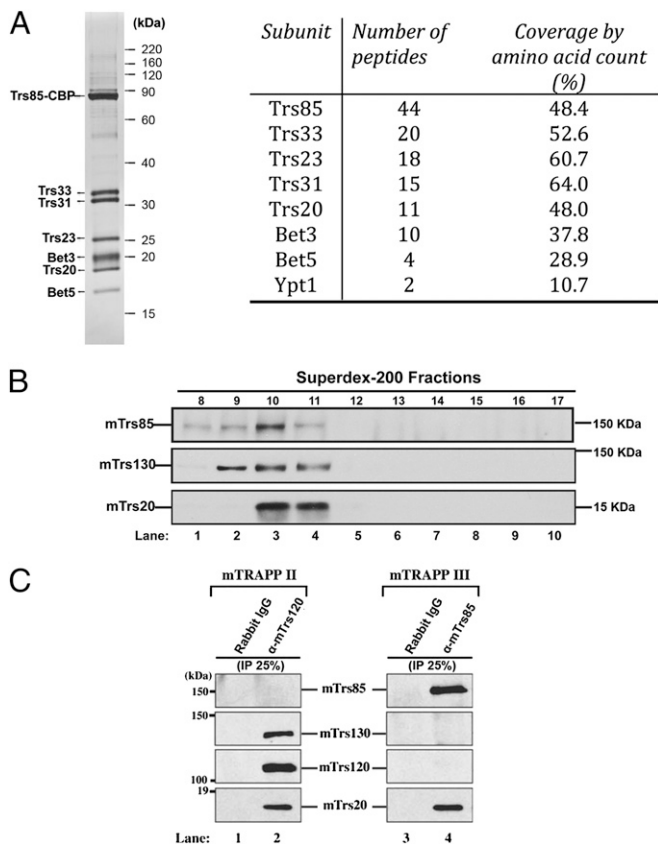 A
(kDa)
220
160
120
90
Trs85-CBP
60
40
Trs33
Trs31
30
Trs23
25
Bet3
20
Trs20
Bet5
15
Subunit Number of peptides Coverage by amino acid count (%)
Trs85 44 48.4
Trs33 20 52.6
Trs23 18 60.7
Trs31 15 64.0
Trs20 11 48.0
Bet3 10 37.8
Bet5 4 28.9
Ypt1 2 10.7
B
Superdex-200 Fractions
8 9 10 11 12 13 14 15 16 17
mTrs85 150 KDa
150 KDa
mTrs130
mTrs20 15 KDa
Lane: 1 2 3 4 5 6 7 8 9 10
C
mTRAPP II mTRAPP III
Rabbit IgG α-mTrs120 Rabbit IgG α-mTrs85
(IP 25%) (IP 25%)
(kDa)
150 mTrs85
150
mTrs130
mTrs120
100
19
mTrs20
Lane: 1 2 3 4